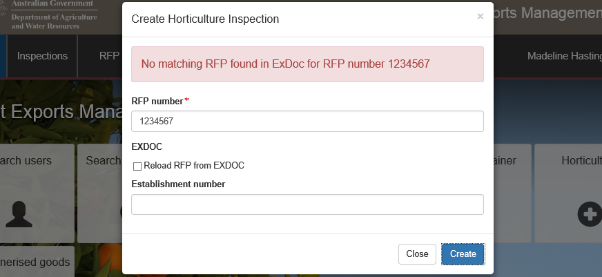 Australian Government
Department of Agriculture
and Water Resources
orts Management
Inspections
RFP
Madeline Hasting
Create Horticulture Inspection
×
No matching RFP found in ExDoc for RFP number 1234567
RFP number*
1234567
EXDOC
Reload RFP from EXDOC
Establishment number
Close
Create
t Exports Mana
arch users
Search
ainer
Horticult
nerised goods